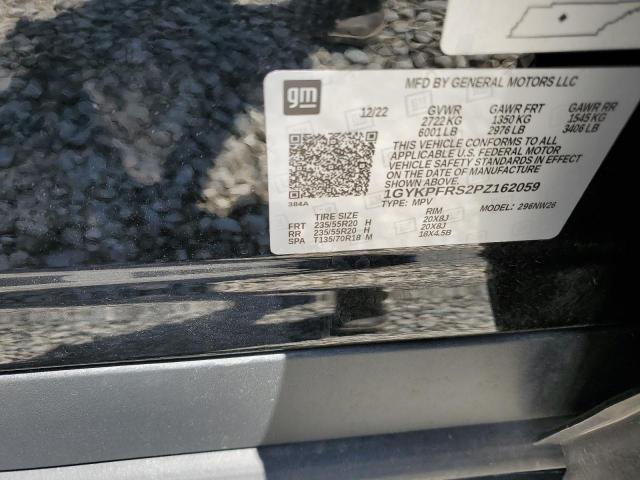 gm
MFD BY GENERAL MOTORS LLC
12/22 GVWR GAWR FRT GAWR RR
2722 KG 1350 KG 1545 KG
6001 LB 2976 LB 3406 LB
THIS VEHICLE CONFORMS TO ALL
APPLICABLE U.S. FEDERAL MOTOR
VEHICLE SAFETY STANDARDS IN EFFECT
ON THE DATE OF MANUFACTURE
SHOWN ABOVE.
1GYKPFRS2PZ162059
384A
TYPE: MPV MODEL: 296NW26
TIRE SIZE RIM
FRT 235/55R20 H 20X8J
RR 235/55R20 H 20X8J
SPA T135/70R18 M 18X4.5B